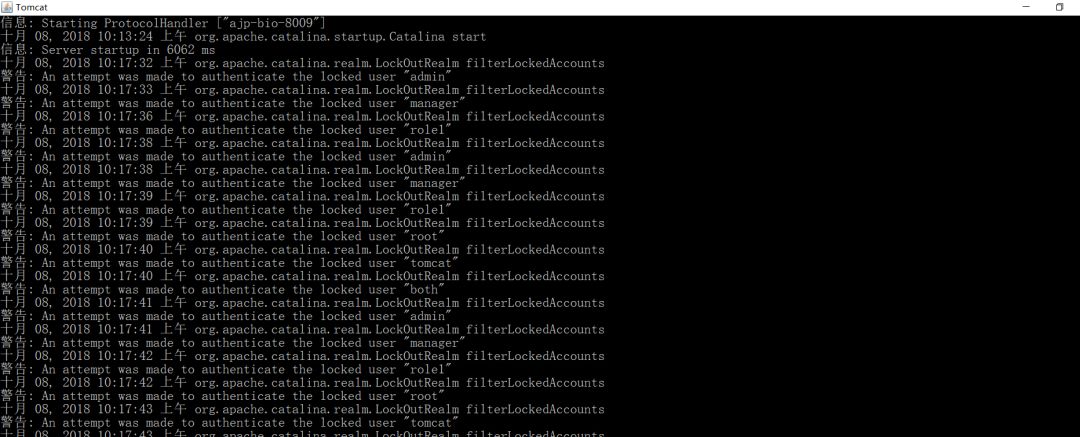 Tomcat
信息: Starting ProtocolHandler ["ajp-bio-8009"]
十月 08, 2018 10:13:24 上午 org.apache.catalina.startup.Catalina start
信息: Server startup in 6062 ms
十月 08, 2018 10:17:32 上午 org.apache.catalina.realm.LockOutRealm filterLockedAccounts
警告: An attempt was made to authenticate the locked user "admin"
十月 08, 2018 10:17:33 上午 org.apache.catalina.realm.LockOutRealm filterLockedAccounts
警告: An attempt was made to authenticate the locked user "manager"
十月 08, 2018 10:17:36 上午 org.apache.catalina.realm.LockOutRealm filterLockedAccounts
警告: An attempt was made to authenticate the locked user "role1"
十月 08, 2018 10:17:38 上午 org.apache.catalina.realm.LockOutRealm filterLockedAccounts
警告: An attempt was made to authenticate the locked user "admin"
十月 08, 2018 10:17:38 上午 org.apache.catalina.realm.LockOutRealm filterLockedAccounts
警告: An attempt was made to authenticate the locked user "manager"
十月 08, 2018 10:17:39 上午 org.apache.catalina.realm.LockOutRealm filterLockedAccounts
警告: An attempt was made to authenticate the locked user "role1"
十月 08, 2018 10:17:39 上午 org.apache.catalina.realm.LockOutRealm filterLockedAccounts
警告: An attempt was made to authenticate the locked user "root"
十月 08, 2018 10:17:40 上午 org.apache.catalina.realm.LockOutRealm filterLockedAccounts
警告: An attempt was made to authenticate the locked user "tomcat"
十月 08, 2018 10:17:40 上午 org.apache.catalina.realm.LockOutRealm filterLockedAccounts
警告: An attempt was made to authenticate the locked user "both"
十月 08, 2018 10:17:41 上午 org.apache.catalina.realm.LockOutRealm filterLockedAccounts
警告: An attempt was made to authenticate the locked user "admin"
十月 08, 2018 10:17:41 上午 org.apache.catalina.realm.LockOutRealm filterLockedAccounts
警告: An attempt was made to authenticate the locked user "manager"
十月 08, 2018 10:17:42 上午 org.apache.catalina.realm.LockOutRealm filterLockedAccounts
警告: An attempt was made to authenticate the locked user "role1"
十月 08, 2018 10:17:42 上午 org.apache.catalina.realm.LockOutRealm filterLockedAccounts
警告: An attempt was made to authenticate the locked user "root"
十月 08, 2018 10:17:43 上午 org.apache.catalina.realm.LockOutRealm filterLockedAccounts
警告: An attempt was made to authenticate the locked user "tomcat"
十月 08, 2018 10:17:43 上午 org.apache.catalina.realm.LockOutRealm filterLockedAccounts